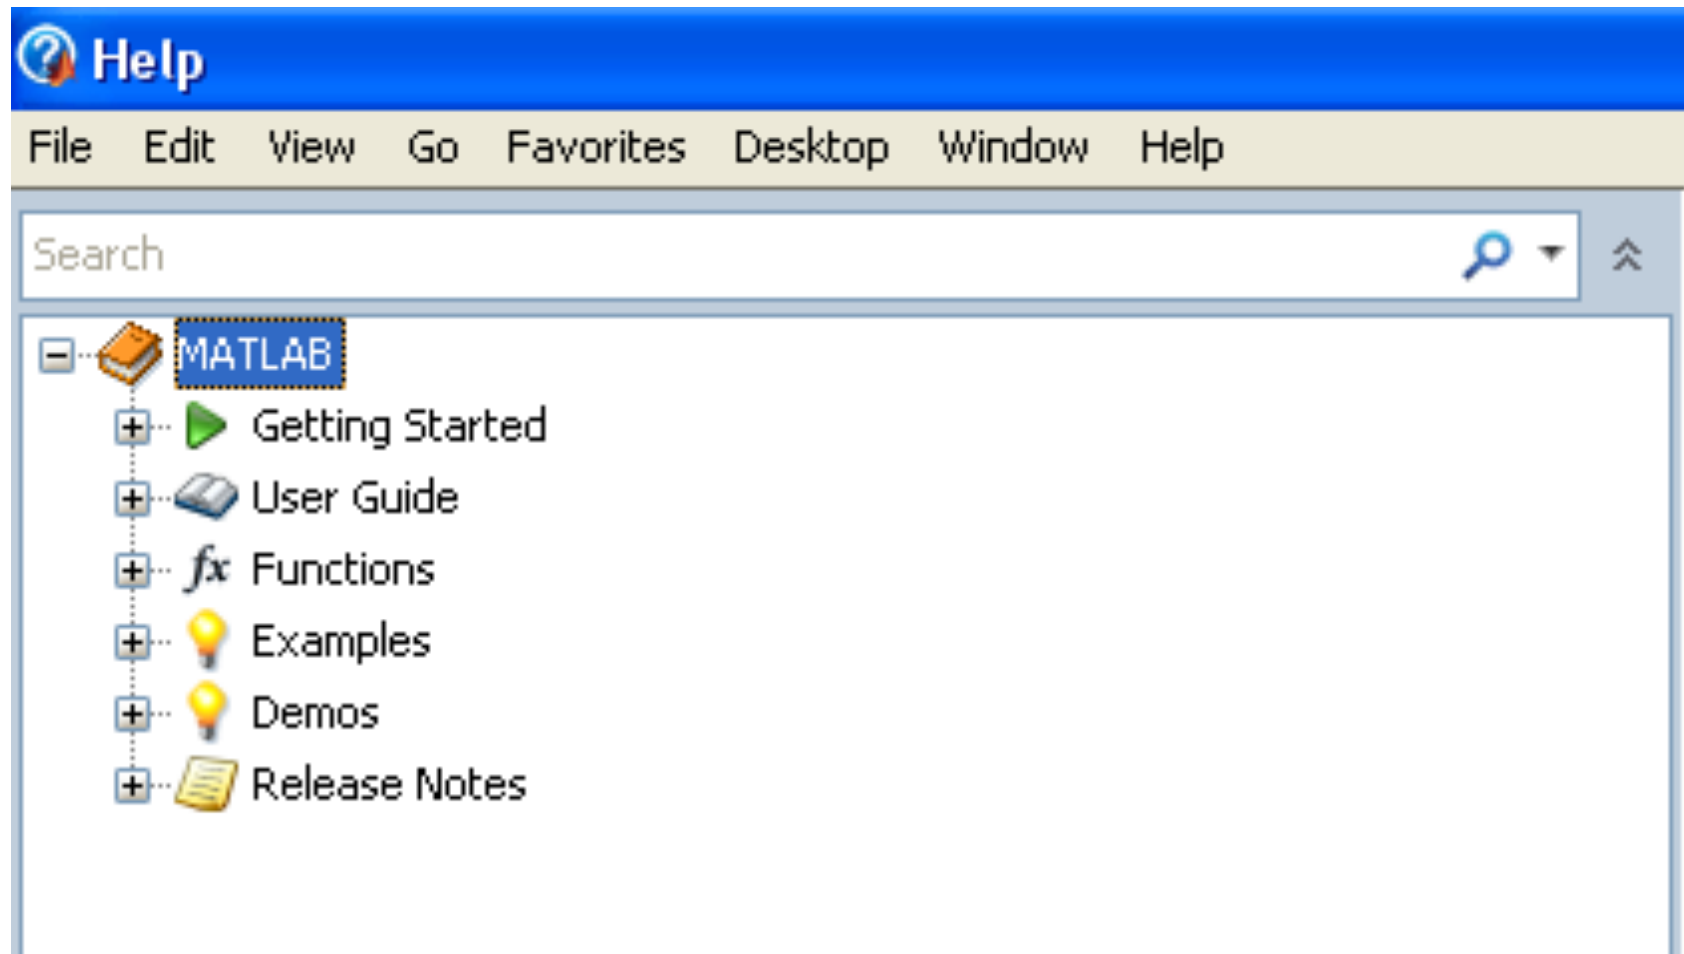 Help
File Edit View Go Favorites Desktop Window Help
Search
MATLAB
Getting Started
User Guide
fx Functions
Examples
Demos
Release Notes